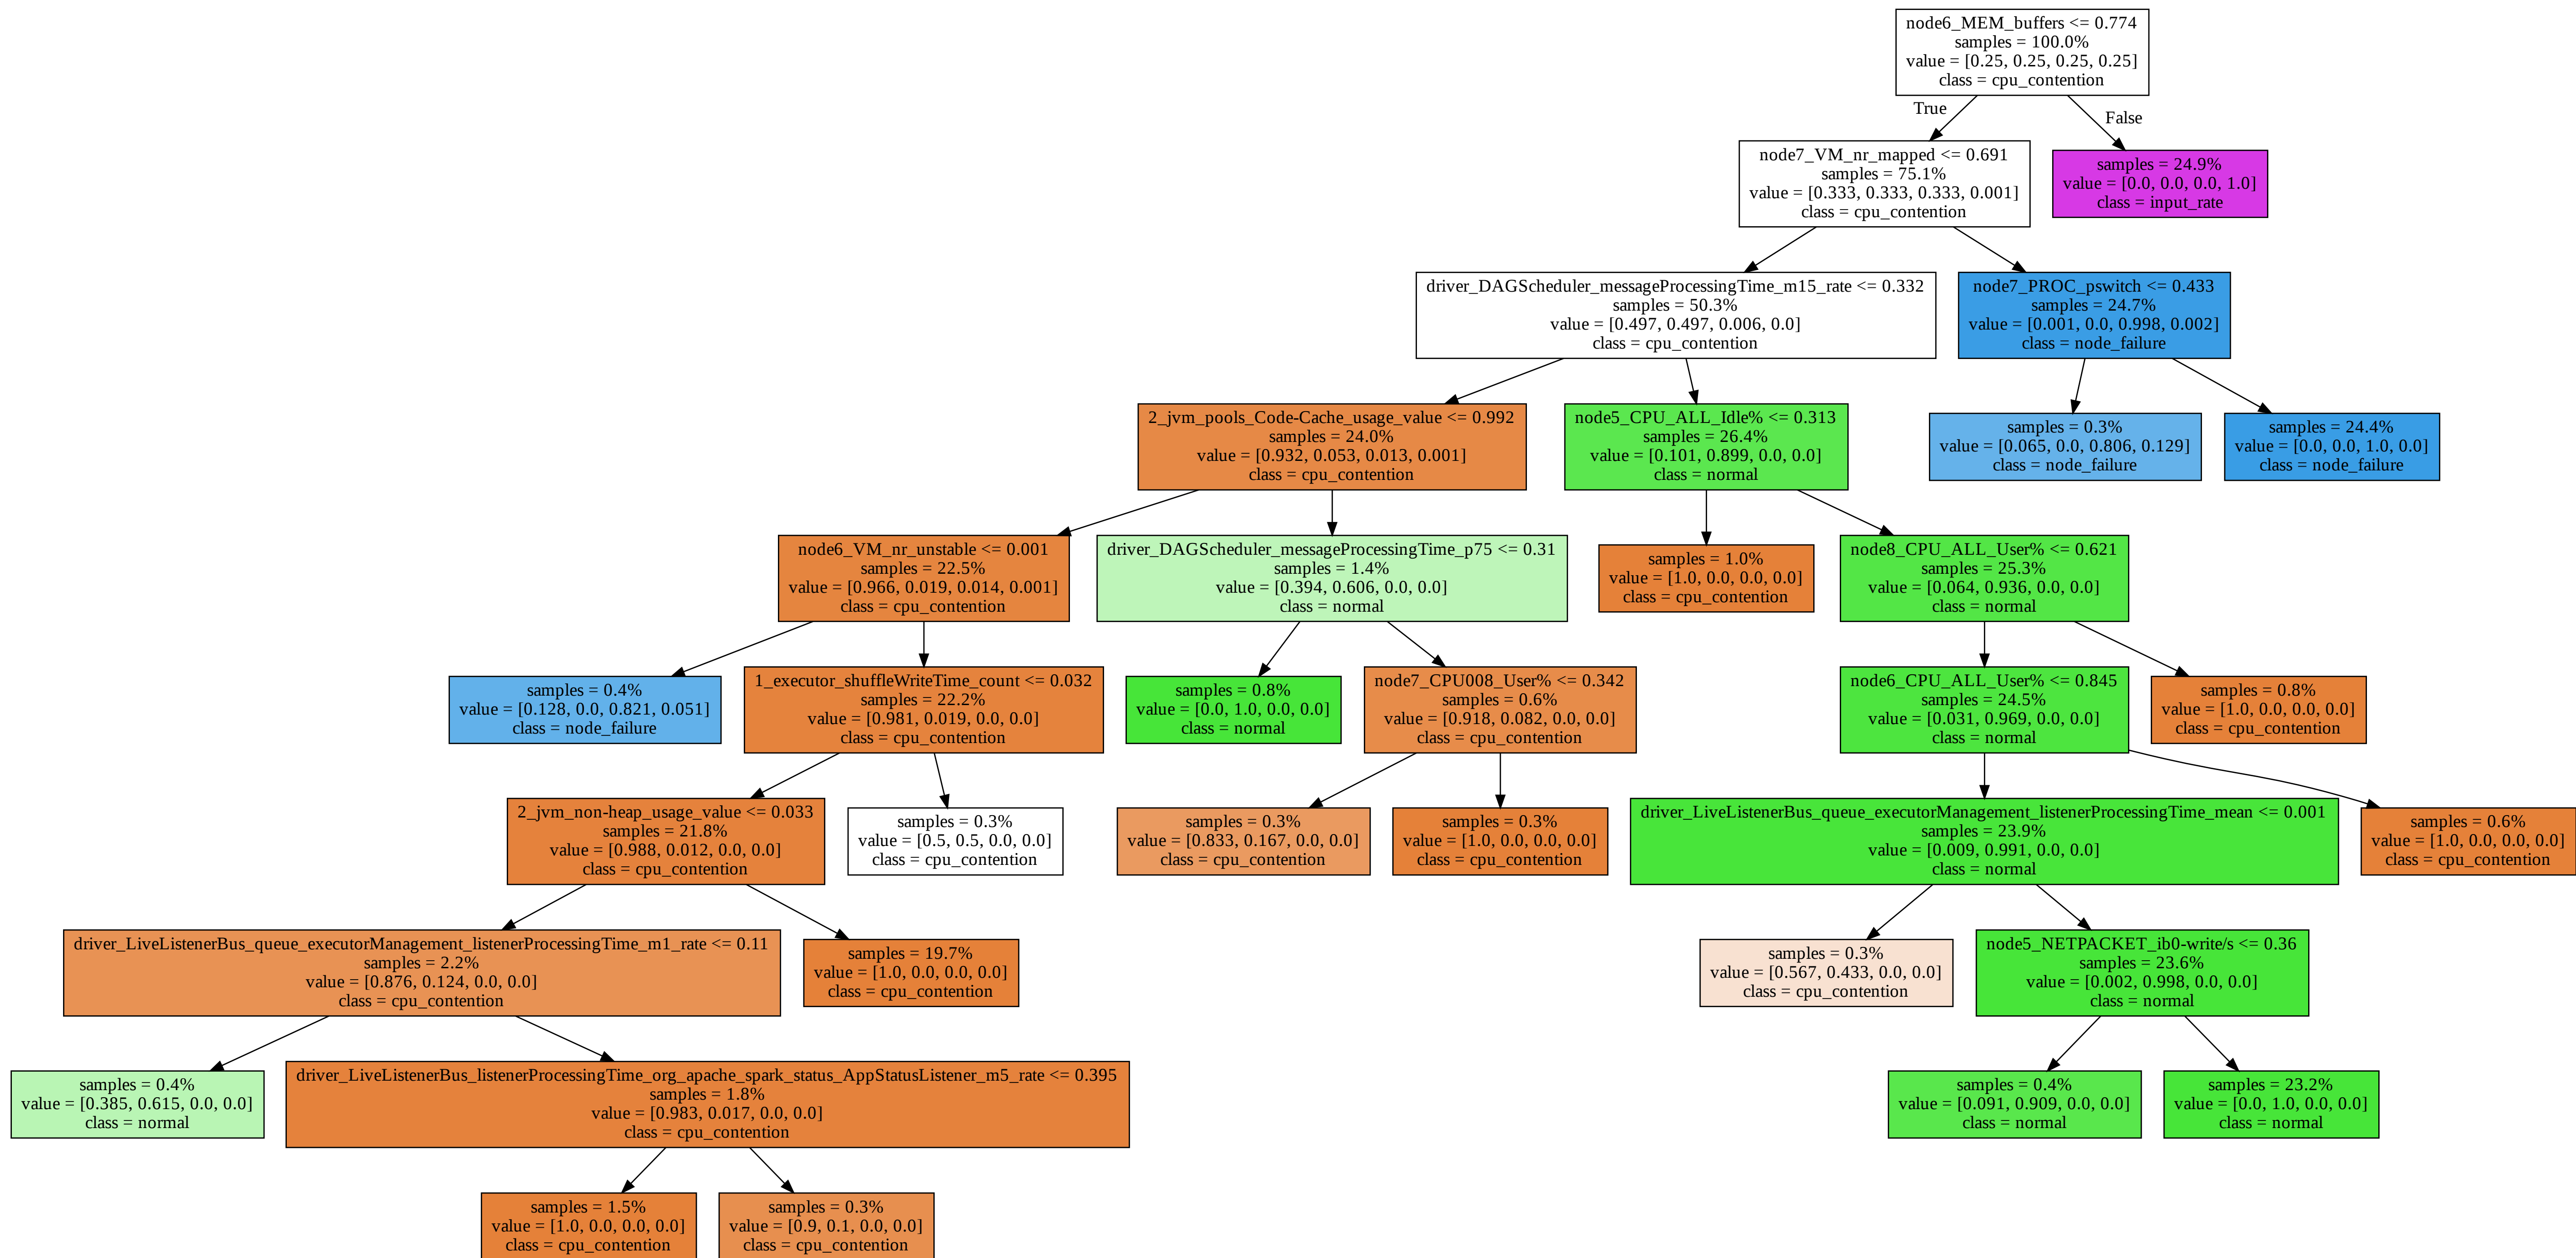 node6_MEM_buffers <= 0.774
samples = 100.0%
value = [0.25, 0.25, 0.25, 0.25]
class = cpu_contention
True
False
node7_VM_nr_mapped <= 0.691
samples = 75.1%
value = [0.333, 0.333, 0.333, 0.001]
class = cpu_contention
samples = 24.9%
value = [0.0, 0.0, 0.0, 1.0]
class = input_rate
driver_DAGScheduler_messageProcessingTime_m15_rate <= 0.332
samples = 50.3%
value = [0.497, 0.497, 0.006, 0.0]
class = cpu_contention
node7_PROC_pswitch <= 0.433
samples = 24.7%
value = [0.001, 0.0, 0.998, 0.002]
class = node_failure
2_jvm_pools_Code-Cache_usage_value <= 0.992
samples = 24.0%
value = [0.932, 0.053, 0.013, 0.001]
class = cpu_contention
node5_CPU_ALL_Idle% <= 0.313
samples = 26.4%
value = [0.101, 0.899, 0.0, 0.0]
class = normal
samples = 0.3%
value = [0.065, 0.0, 0.806, 0.129]
class = node_failure
samples = 24.4%
value = [0.0, 0.0, 1.0, 0.0]
class = node_failure
node6_VM_nr_unstable <= 0.001
samples = 22.5%
value = [0.966, 0.019, 0.014, 0.001]
class = cpu_contention
driver_DAGScheduler_messageProcessingTime_p75 <= 0.31
samples = 1.4%
value = [0.394, 0.606, 0.0, 0.0]
class = normal
samples = 1.0%
value = [1.0, 0.0, 0.0, 0.0]
class = cpu_contention
node8_CPU_ALL_User% <= 0.621
samples = 25.3%
value = [0.064, 0.936, 0.0, 0.0]
class = normal
samples = 0.4%
value = [0.128, 0.0, 0.821, 0.051]
class = node_failure
1_executor_shuffleWriteTime_count <= 0.032
samples = 22.2%
value = [0.981, 0.019, 0.0, 0.0]
class = cpu_contention
samples = 0.8%
value = [0.0, 1.0, 0.0, 0.0]
class = normal
node7_CPU008_User% <= 0.342
samples = 0.6%
value = [0.918, 0.082, 0.0, 0.0]
class = cpu_contention
node6_CPU_ALL_User% <= 0.845
samples = 24.5%
value = [0.031, 0.969, 0.0, 0.0]
class = normal
samples = 0.8%
value = [1.0, 0.0, 0.0, 0.0]
class = cpu_contention
2_jvm_non-heap_usage_value <= 0.033
samples = 21.8%
value = [0.988, 0.012, 0.0, 0.0]
class = cpu_contention
samples = 0.3%
value = [0.5, 0.5, 0.0, 0.0]
class = cpu_contention
samples = 0.3%
value = [0.833, 0.167, 0.0, 0.0]
class = cpu_contention
samples = 0.3%
value = [1.0, 0.0, 0.0, 0.0]
class = cpu_contention
driver_LiveListenerBus_queue_executorManagement_listenerProcessingTime_mean <= 0.001
samples = 23.9%
value = [0.009, 0.991, 0.0, 0.0]
class = normal
samples = 0.6%
value = [1.0, 0.0, 0.0, 0.0]
class = cpu_contention
driver_LiveListenerBus_queue_executorManagement_listenerProcessingTime_m1_rate <= 0.11
samples = 2.2%
value = [0.876, 0.124, 0.0, 0.0]
class = cpu_contention
samples = 19.7%
value = [1.0, 0.0, 0.0, 0.0]
class = cpu_contention
samples = 0.3%
value = [0.567, 0.433, 0.0, 0.0]
class = cpu_contention
node5_NETPACKET_ib0-write/s <= 0.36
samples = 23.6%
value = [0.002, 0.998, 0.0, 0.0]
class = normal
samples = 0.4%
value = [0.385, 0.615, 0.0, 0.0]
class = normal
driver_LiveListenerBus_listenerProcessingTime_org_apache_spark_status_AppStatusListener_m5_rate <= 0.395
samples = 1.8%
value = [0.983, 0.017, 0.0, 0.0]
class = cpu_contention
samples = 0.4%
value = [0.091, 0.909, 0.0, 0.0]
class = normal
samples = 23.2%
value = [0.0, 1.0, 0.0, 0.0]
class = normal
samples = 1.5%
value = [1.0, 0.0, 0.0, 0.0]
class = cpu_contention
samples = 0.3%
value = [0.9, 0.1, 0.0, 0.0]
class = cpu_contention